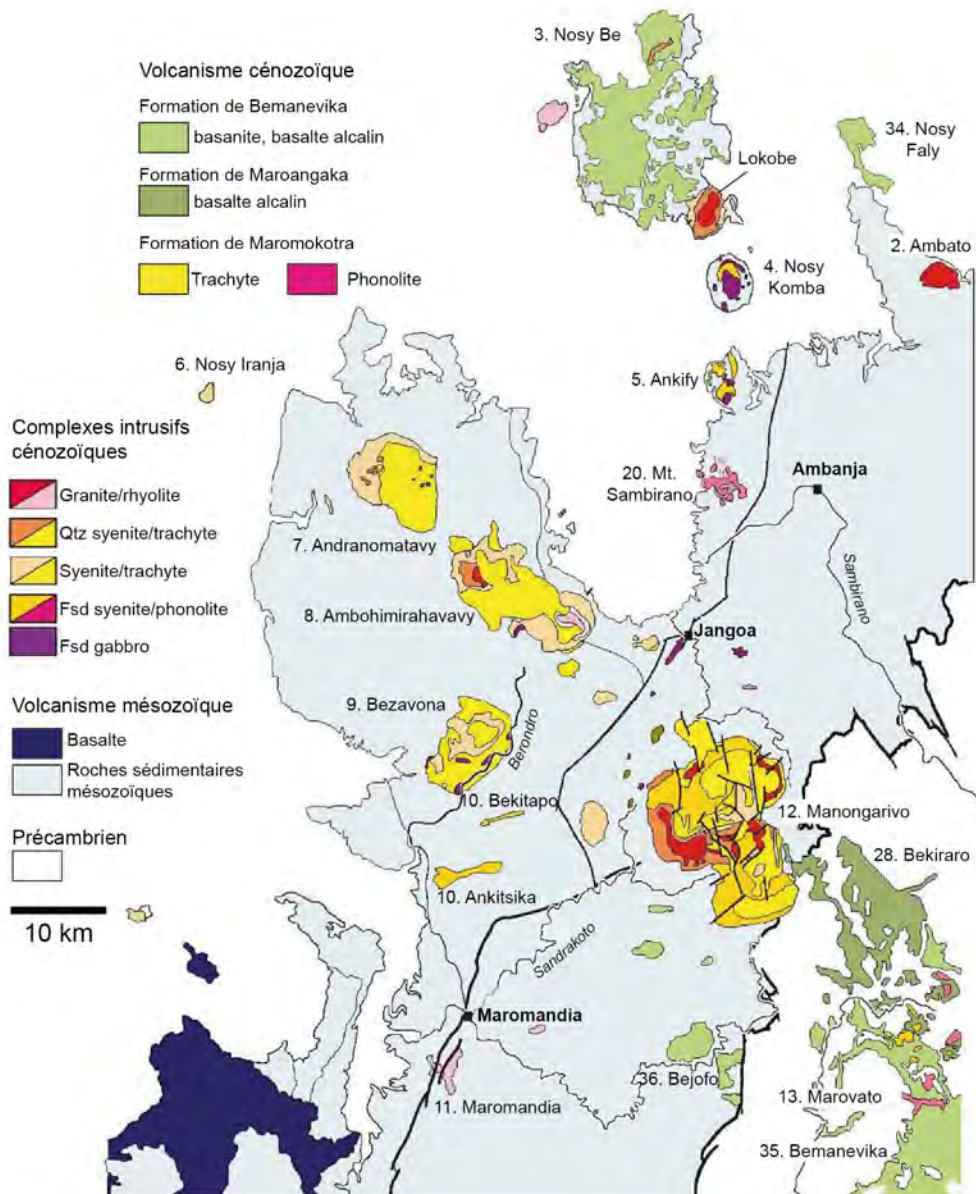 Volcanisme cénozoïque
Formation de Bemanevika
basanite, basalte alcalin
Formation de Maroangaka
basalte alcalin
Formation de Maromokotra
Trachyte
Phonolite
3. Nosy Be
34. Nosy
Faly
Lokobe
2. Ambato
4. Nosy
Komba
6. Nosy Iranja
5. Ankify
Complexes intrusifs
cénozoïques
Granite/rhyolite
Qtz syenite/trachyte
Syenite/trachyte
Fsd syenite/phonolite
Fsd gabbro
Volcanisme mésozoïque
Basalte
Roches sédimentaires
mésozoïques
Précambrien
10 km
20. Mt.
Sambirano
Ambanja
Sambirano
7. Andranomatavy
8. Ambohimirahavavy
Jangoa
9. Bezavona
Berondro
10. Bekitapo
12. Manongarivo
28. Bekiraro
10. Ankitsika
Sandrakoto
Maromandia
36. Bejofo
11. Maromandia
13. Marovato
35. Bemanevika